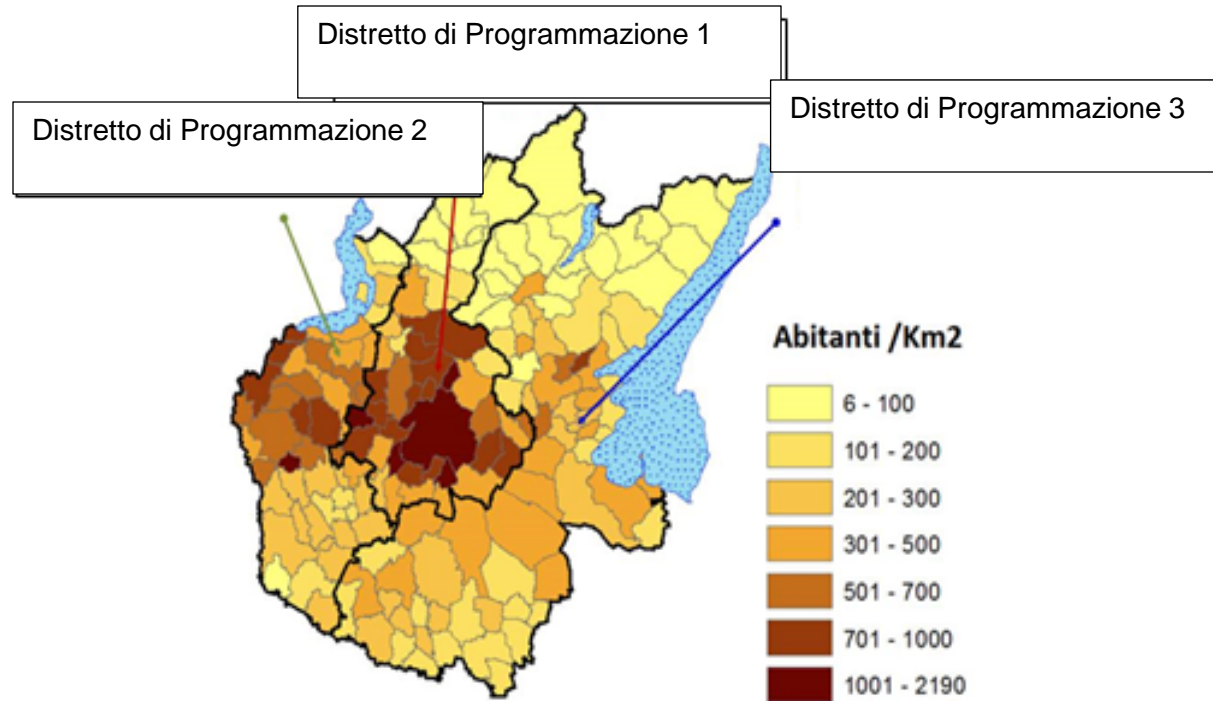 Distretto di Programmazione 1
Distretto di Programmazione 3
Distretto di Programmazione 2
Abitanti /Km2
6 - 100
101 - 200
201 - 300
301 - 500
501 - 700
701 - 1000
1001 - 2190